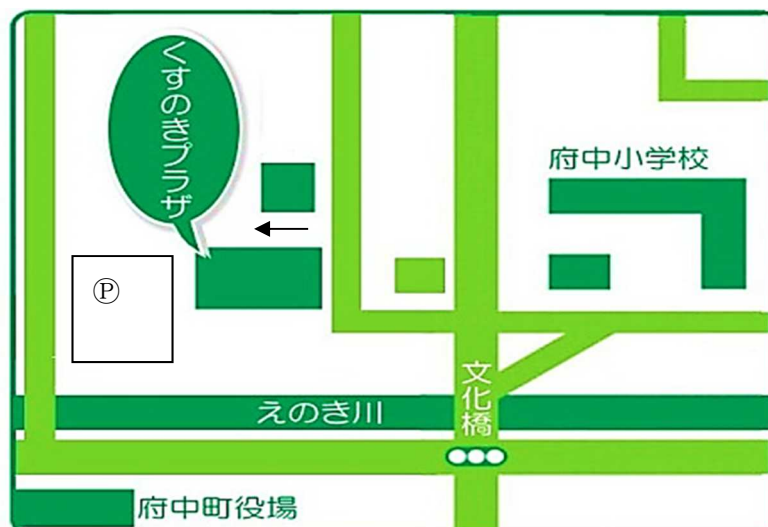 くすのきプラザ
府中小学校
Ⓟ
文化橋
えのき川
府中町役場